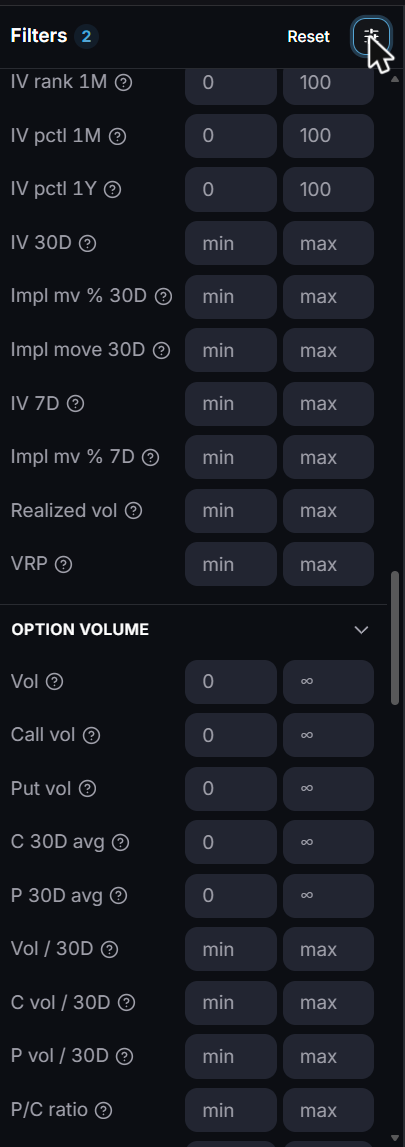 Filters 2 Reset
IV rank 1M 0 100
IV pctl 1M 0 100
IV pctl 1Y 0 100
IV 30D min max
Impl mv % 30D min max
Impl move 30D min max
IV 7D min max
Impl mv % 7D min max
Realized vol min max
VRP min max
OPTION VOLUME
Vol 0 ∞
Call vol 0 ∞
Put vol 0 ∞
C 30D avg 0 ∞
P 30D avg 0 ∞
Vol / 30D min max
C vol / 30D min max
P vol / 30D min max
P/C ratio min max